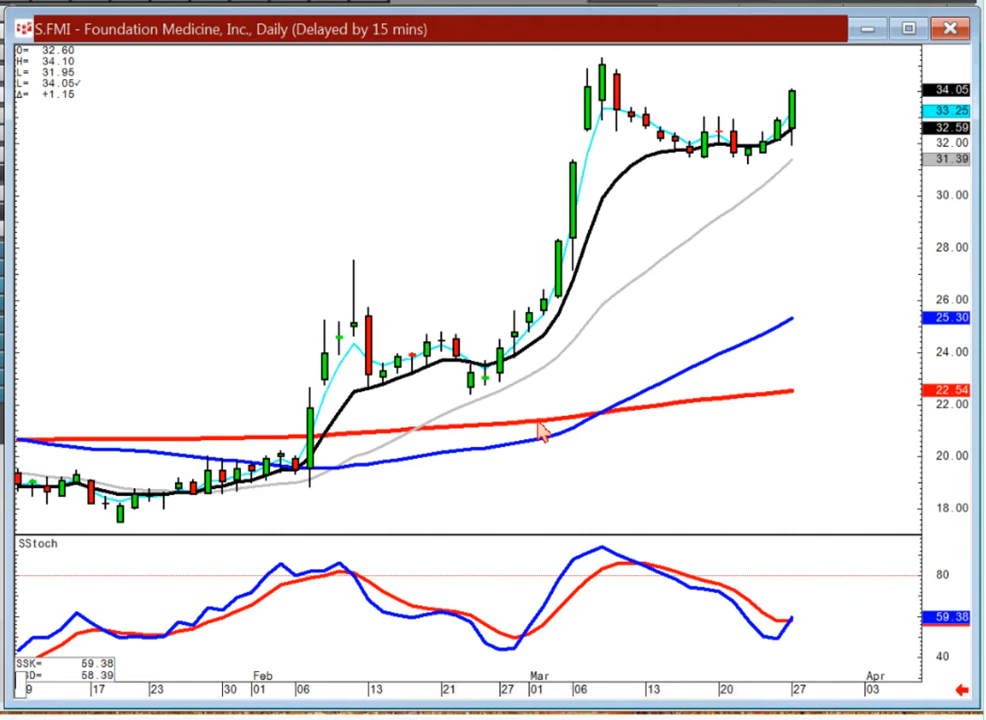 S.FMI - Foundation Medicine, Inc., Daily (Delayed by 15 mins)
O= 32.60
H= 34.10
L= 31.95
L= 34.05✓
Δ= +1.15
34.05
33.25
32.59
32.00
31.39
30.00
28.00
26.00
25.30
24.00
22.54
22.00
20.00
18.00
SStoch
80
59.38
40
SSK= 59.38
D= 58.39
Feb Mar Apr
9 17 23 30 01 06 13 21 27 01 06 13 20 27 03